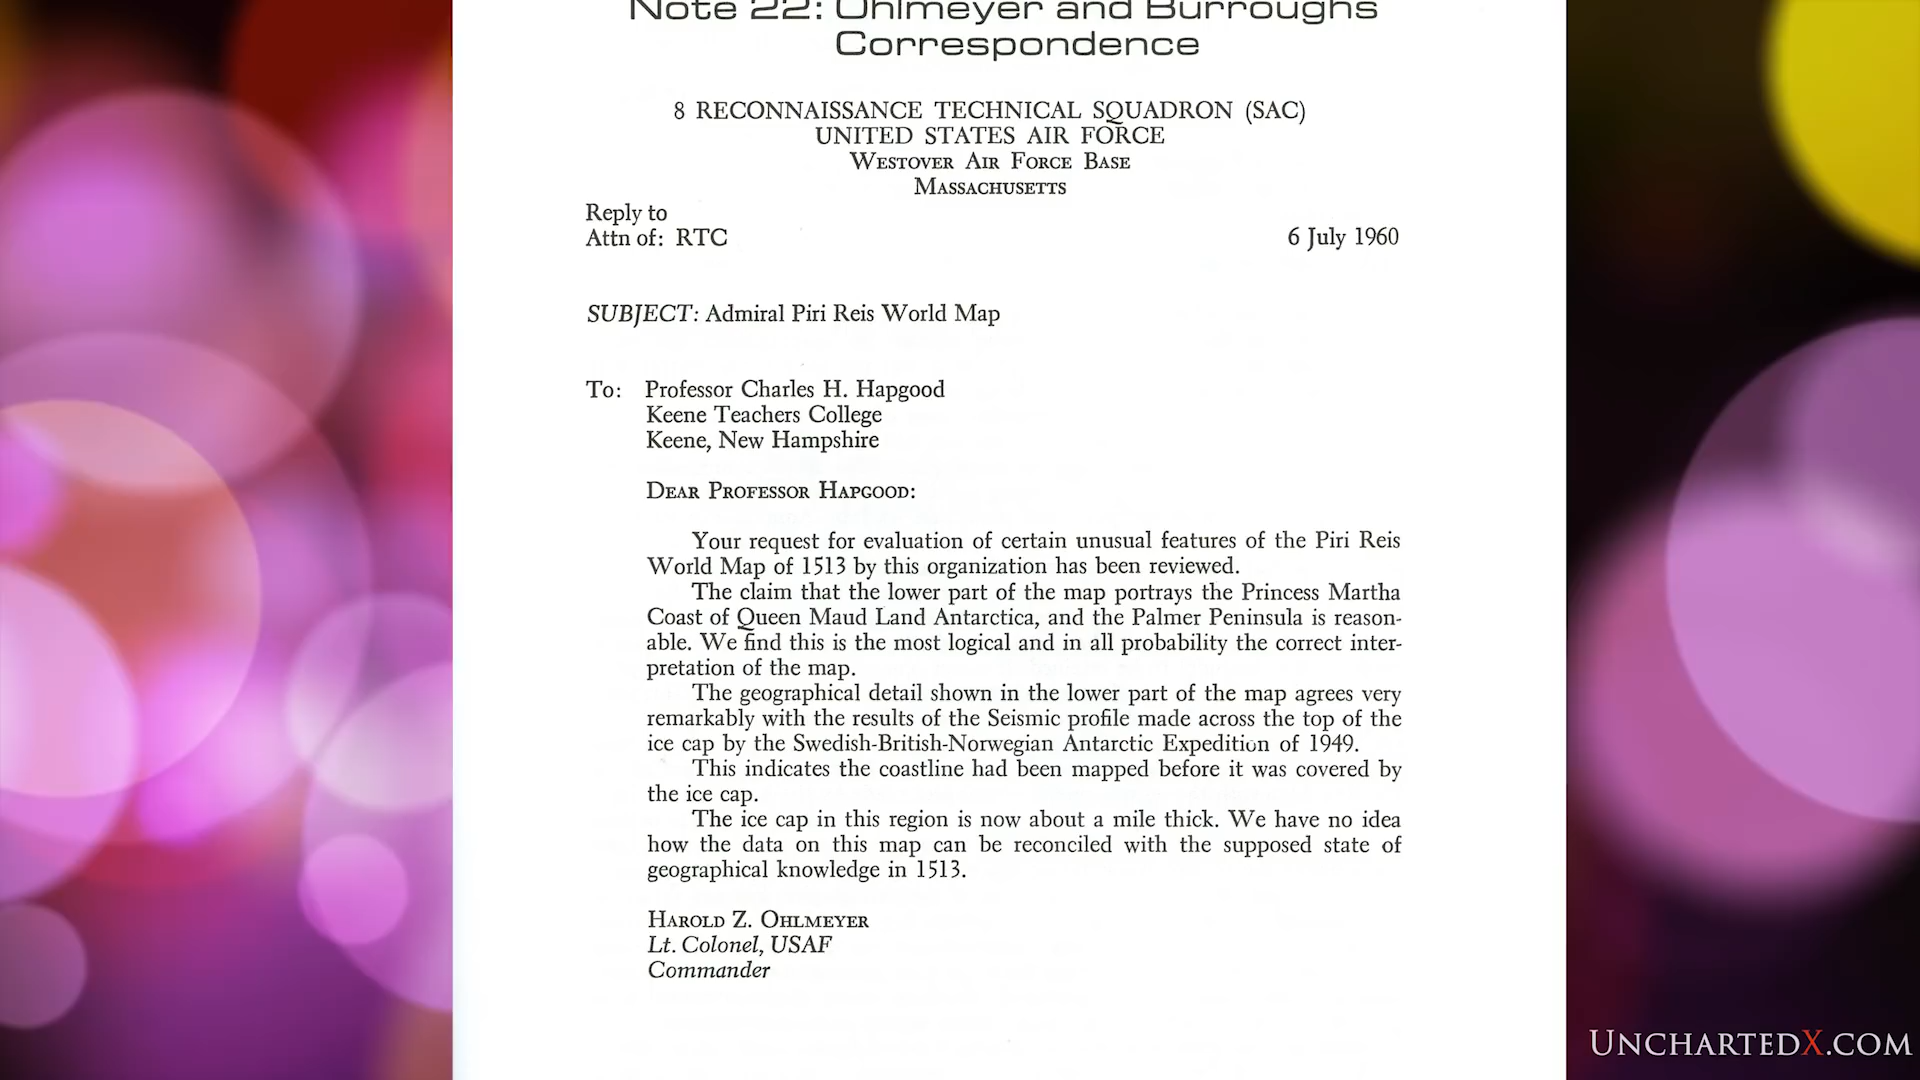 Note 22: Ohlmeyer and Burroughs
Correspondence
8 RECONNAISSANCE TECHNICAL SQUADRON (SAC)
UNITED STATES AIR FORCE
WESTOVER AIR FORCE BASE
MASSACHUSETTS
Reply to
Attn of: RTC
6 July 1960
SUBJECT: Admiral Piri Reis World Map
To: Professor Charles H. Hapgood
Keene Teachers College
Keene, New Hampshire
DEAR PROFESSOR HAPGOOD:
Your request for evaluation of certain unusual features of the Piri Reis
World Map of 1513 by this organization has been reviewed.
The claim that the lower part of the map portrays the Princess Martha
Coast of Queen Maud Land Antarctica, and the Palmer Peninsula is reason-
able. We find this is the most logical and in all probability the correct inter-
pretation of the map.
The geographical detail shown in the lower part of the map agrees very
remarkably with the results of the Seismic profile made across the top of the
ice cap by the Swedish-British-Norwegian Antarctic Expedition of 1949.
This indicates the coastline had been mapped before it was covered by
the ice cap.
The ice cap in this region is now about a mile thick. We have no idea
how the data on this map can be reconciled with the supposed state of
geographical knowledge in 1513.
HAROLD Z. OHLMEYER
Lt. Colonel, USAF
Commander
UNCHARTEDX.COM